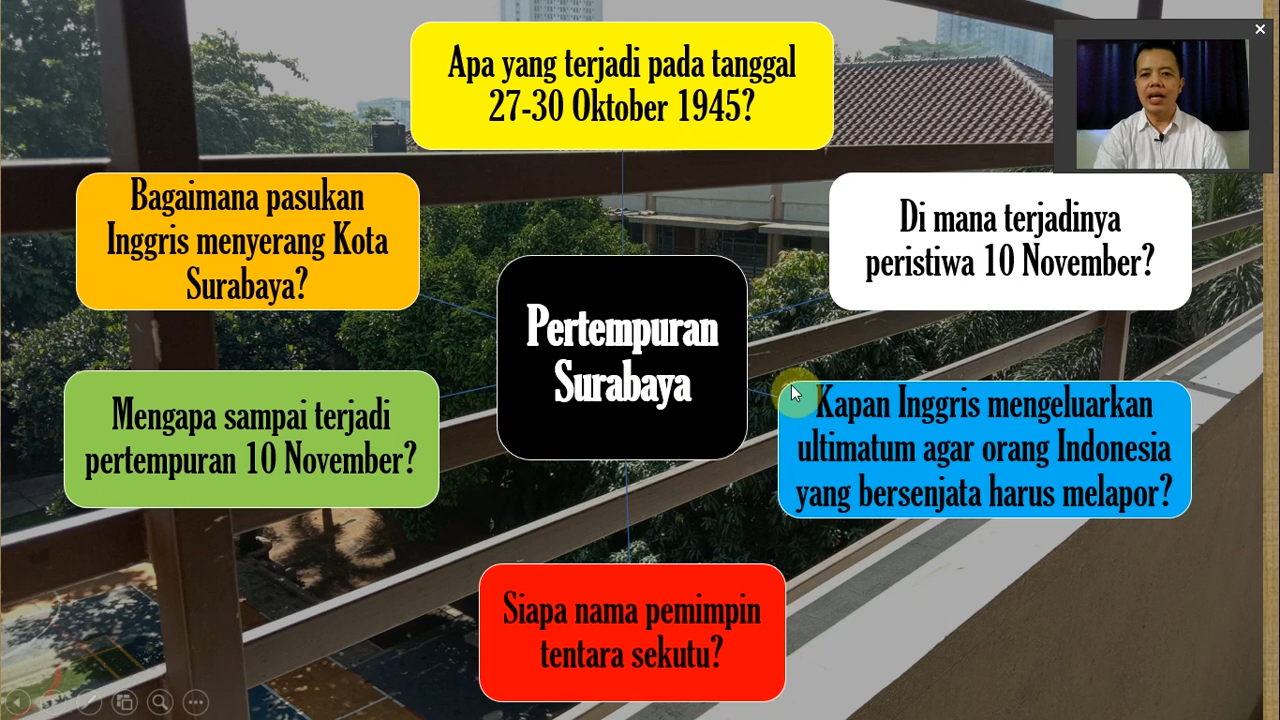 Apa yang terjadi pada tanggal
27-30 Oktober 1945?
Bagaimana pasukan
Inggris menyerang Kota
Surabaya?
Di mana terjadinya
peristiwa 10 November?
Pertempuran
Surabaya
Mengapa sampai terjadi
pertempuran 10 November?
Kapan Inggris mengeluarkan
ultimatum agar orang Indonesia
yang bersenjata harus melapor?
Siapa nama pemimpin
tentara sekutu?